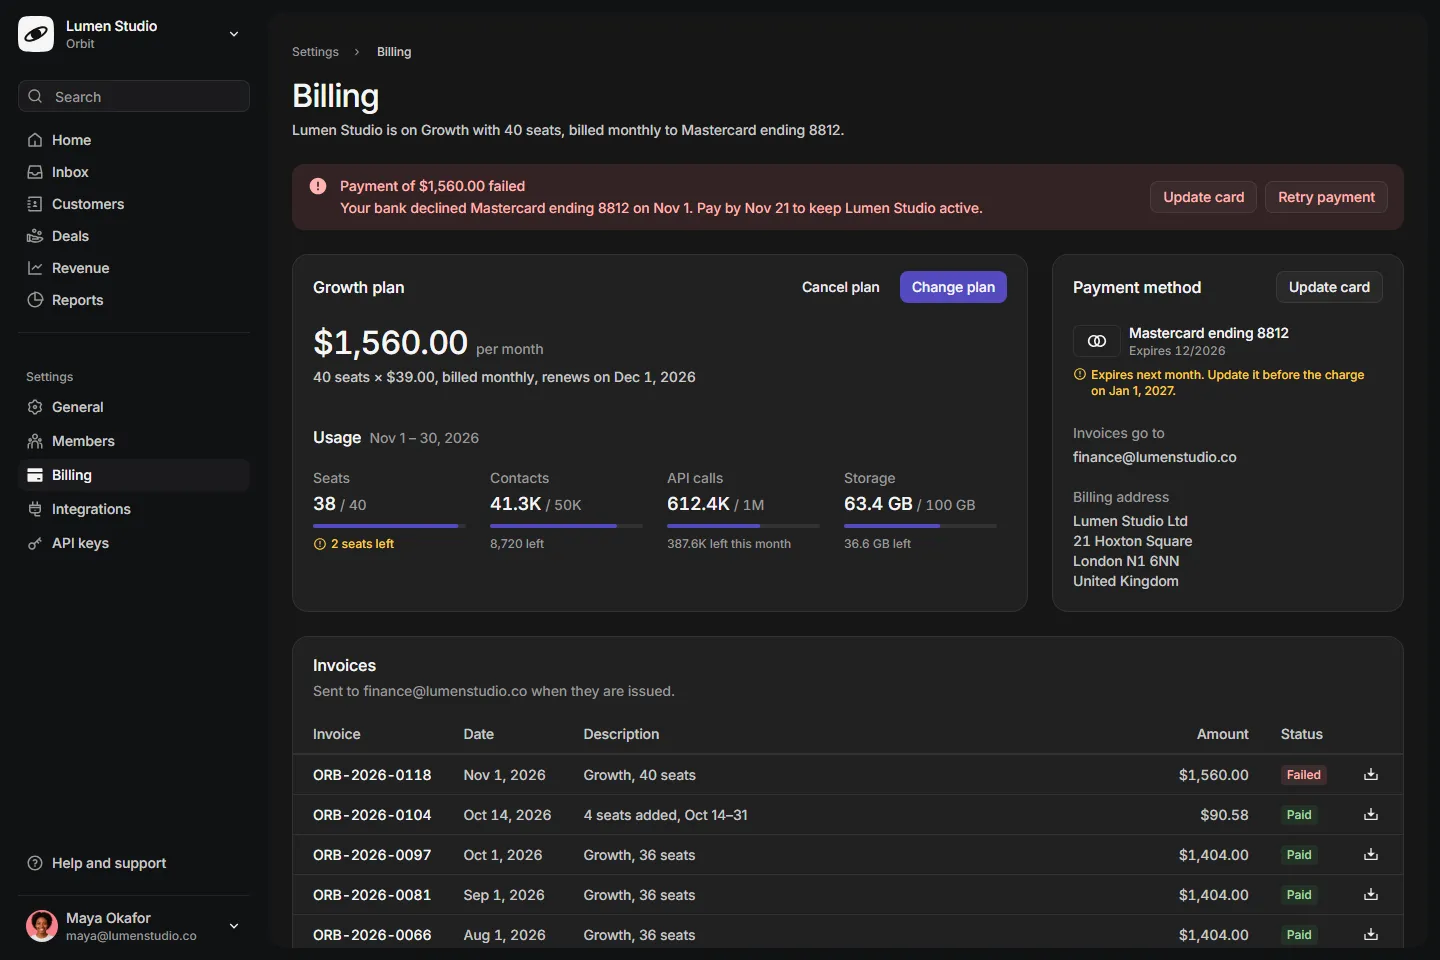 Lumen Studio
Orbit
Search
Home
Inbox
Customers
Deals
Revenue
Reports
Settings
General
Members
Billing
Integrations
API keys
Help and support
Maya Okafor
maya@lumenstudio.co
Settings › Billing
Billing
Lumen Studio is on Growth with 40 seats, billed monthly to Mastercard ending 8812.
Payment of $1,560.00 failed
Your bank declined Mastercard ending 8812 on Nov 1. Pay by Nov 21 to keep Lumen Studio active.
Update card
Retry payment
Growth plan
Cancel plan
Change plan
$1,560.00 per month
40 seats × $39.00, billed monthly, renews on Dec 1, 2026
Usage Nov 1 – 30, 2026
Seats
38 / 40
2 seats left
Contacts
41.3K / 50K
8,720 left
API calls
612.4K / 1M
387.6K left this month
Storage
63.4 GB / 100 GB
36.6 GB left
Payment method
Update card
Mastercard ending 8812
Expires 12/2026
Expires next month. Update it before the charge
on Jan 1, 2027.
Invoices go to
finance@lumenstudio.co
Billing address
Lumen Studio Ltd
21 Hoxton Square
London N1 6NN
United Kingdom
Invoices
Sent to finance@lumenstudio.co when they are issued.
Invoice Date Description Amount Status
ORB-2026-0118 Nov 1, 2026 Growth, 40 seats $1,560.00 Failed
ORB-2026-0104 Oct 14, 2026 4 seats added, Oct 14–31 $90.58 Paid
ORB-2026-0097 Oct 1, 2026 Growth, 36 seats $1,404.00 Paid
ORB-2026-0081 Sep 1, 2026 Growth, 36 seats $1,404.00 Paid
ORB-2026-0066 Aug 1, 2026 Growth, 36 seats $1,404.00 Paid